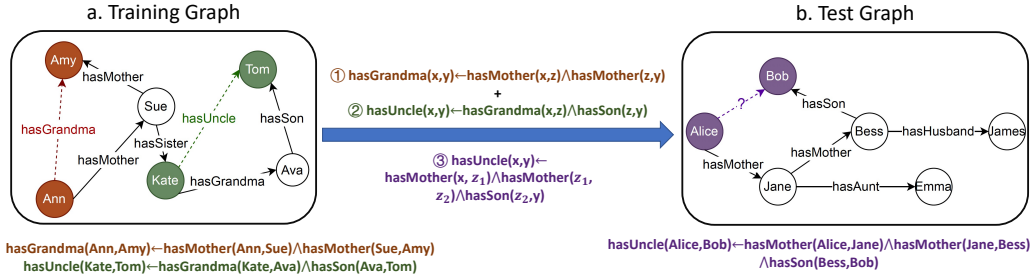 a. Training Graph
b. Test Graph
Amy
Tom
hasMother
Sue
hasUncle
hasSon
hasGrandma
hasSister
hasMother
Kate
hasGrandma
Ava
Ann
① hasGrandma(x,y)←hasMother(x,z)⋀hasMother(z,y)
+
② hasUncle(x,y)←hasGrandma(x,z)⋀hasSon(z,y)
③ hasUncle(x,y)←
hasMother(x, z₁)⋀hasMother(z₁,
z₂)⋀hasSon(z₂,y)
Bob
?
hasSon
Alice
Bess
hasHusband
James
hasMother
hasMother
Jane
hasAunt
Emma
hasGrandma(Ann,Amy)←hasMother(Ann,Sue)⋀hasMother(Sue,Amy)
hasUncle(Kate,Tom)←hasGrandma(Kate,Ava)⋀hasSon(Ava,Tom)
hasUncle(Alice,Bob)←hasMother(Alice,Jane)⋀hasMother(Jane,Bess)
⋀hasSon(Bess,Bob)